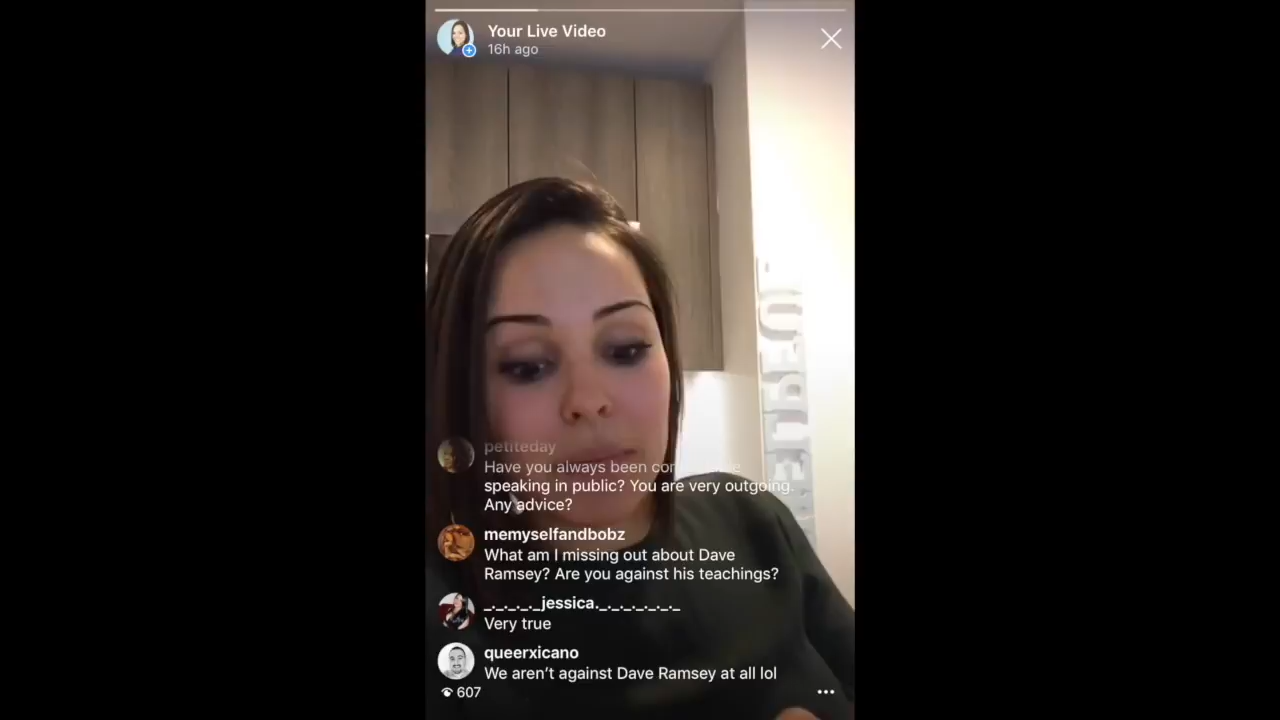 Your Live Video
16h ago
petiteday
Have you always been
speaking in public? You are very outgoing.
Any advice?
memyselfandbobz
What am I missing out about Dave
Ramsey? Are you against his teachings?
_._._._._jessica._._._._._._._
Very true
queerxicano
We aren’t against Dave Ramsey at all lol
607